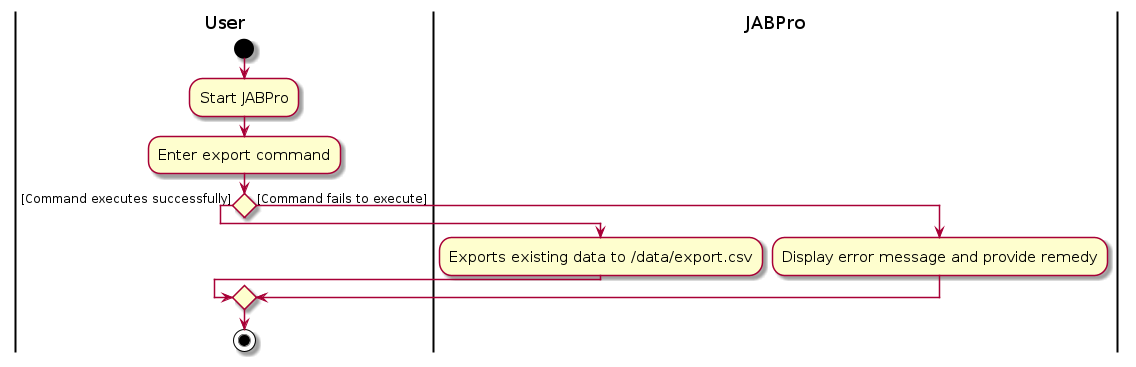 User
JABPro
Start JABPro
Enter export command
[Command executes successfully]
[Command fails to execute]
Exports existing data to /data/export.csv
Display error message and provide remedy